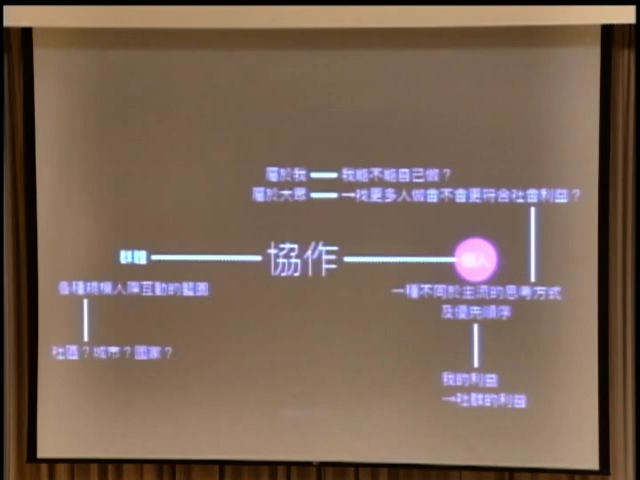 屬於我 — 我能不能自己做？
屬於大眾 — →找更多人做會不會更符合社會利益？
群體 協作 個人
各種規模人際互動的藍圖
一種不同於主流的思考方式
及優先順序
社區？城市？國家？
我的利益
→社群的利益